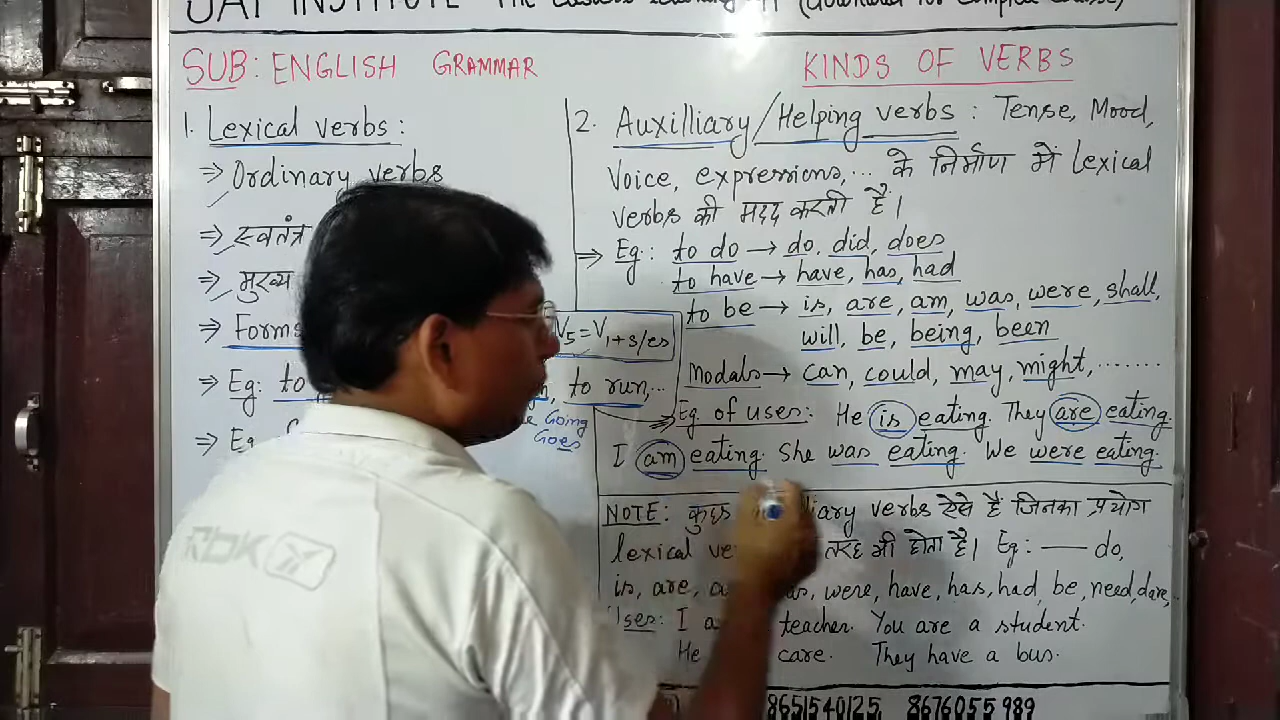 INSTITUTE
SUB: ENGLISH GRAMMAR
KINDS OF VERBS
1. Lexical verbs:
⇒ Ordinary verbs
⇒ स्वतंत्र
⇒ मुख्य
⇒ Forms
V5 = V1 + s/es
⇒ Eg: to
to run,...
Going
⇒ Eg.
Goes
2. Auxilliary/Helping verbs: Tense, Mood,
Voice, expressions,... के निर्माण में Lexical
verbs की मदद करती है।
⇒ Eg: to do → do, did, does
to have → have, has, had
to be → is, are, am, was, were, shall,
will, be, being, been
Modals → can, could, may, might,........
Eg. of uses: He is eating. They are eating.
I am eating. She was eating. We were eating.
NOTE: कुछ liary verbs ऐसे हैं जिनका प्रयोग
lexical तरह भी होता है। Eg: — do,
is, are, were, have, has, had, be, need, dare,..
Uses: I teacher. You are a student.
He care. They have a bus.
8651540125, 8676055989
RBK